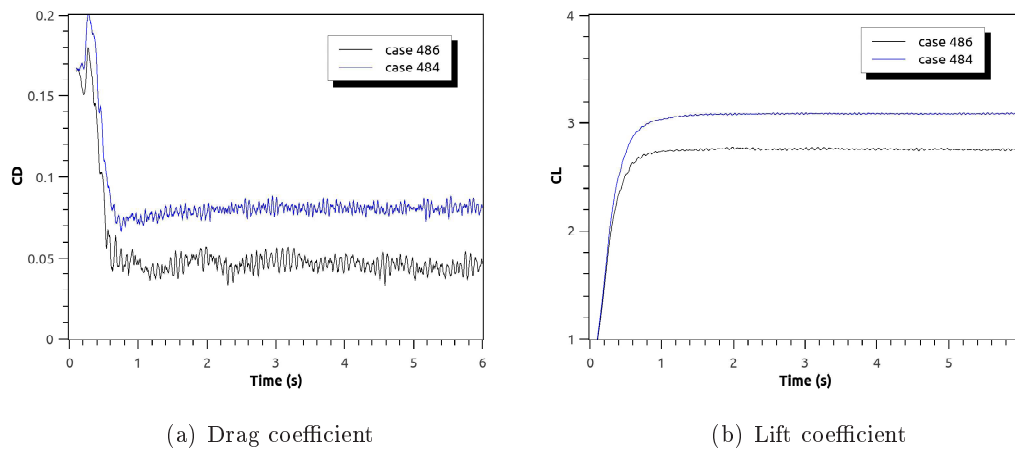 0.2
0.15
0.1
0.05
0
CD
case 486
case 484
0 1 2 3 4 5 6
Time (s)
(a) Drag coefficient
4
3
2
1
CL
case 486
case 484
0 1 2 3 4 5
Time (s)
(b) Lift coefficient